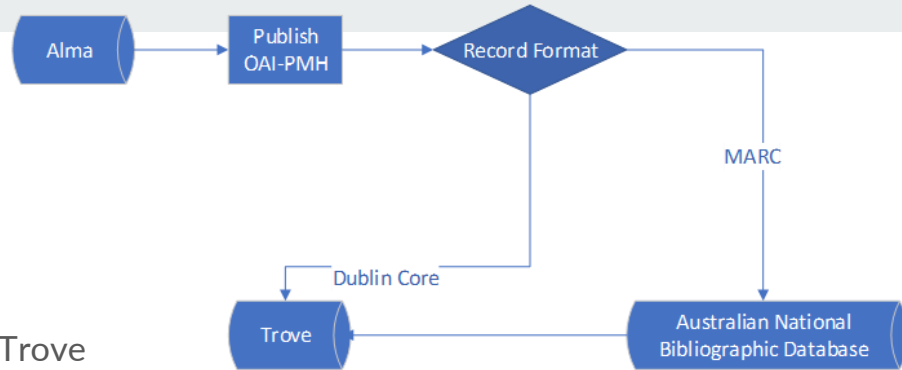 Alma
Publish
OAI-PMH
Record Format
MARC
Dublin Core
Trove
Trove
Australian National
Bibliographic Database